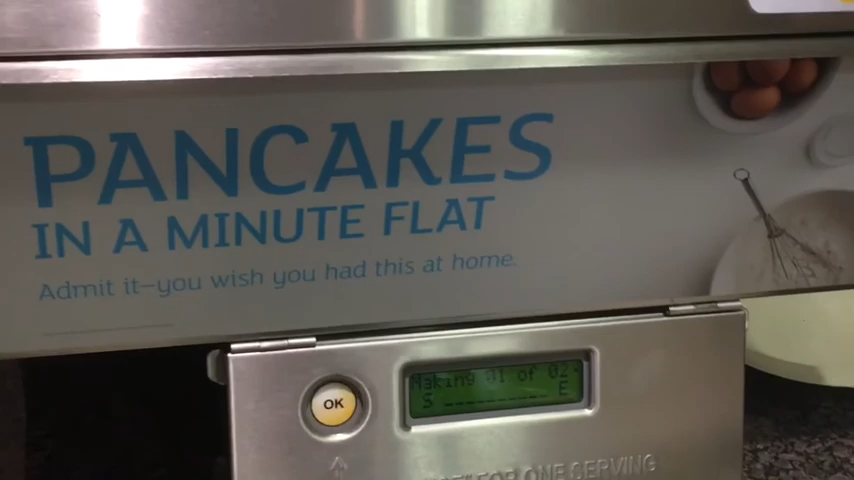 PANCAKES
IN A MINUTE FLAT
Admit it—you wish you had this at home.
Making 01 of 02
S E
OK
FOR ONE SERVING